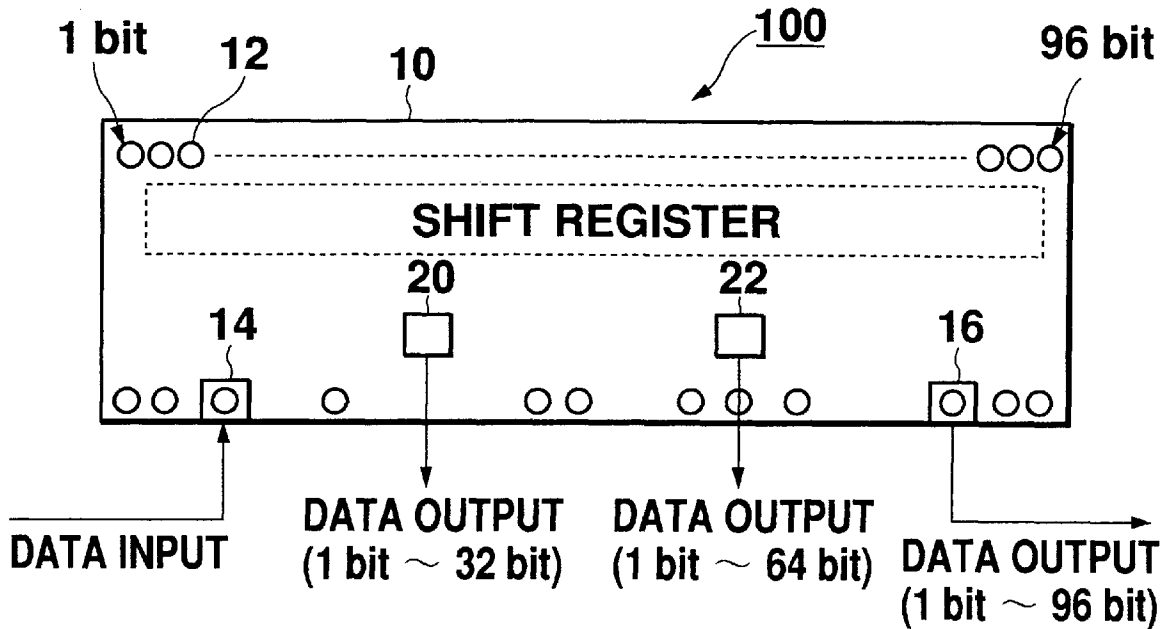 1 bit
12
10
100
96 bit
SHIFT REGISTER
20
22
14
16
DATA INPUT
DATA OUTPUT
(1 bit ～ 32 bit)
DATA OUTPUT
(1 bit ～ 64 bit)
DATA OUTPUT
(1 bit ～ 96 bit)